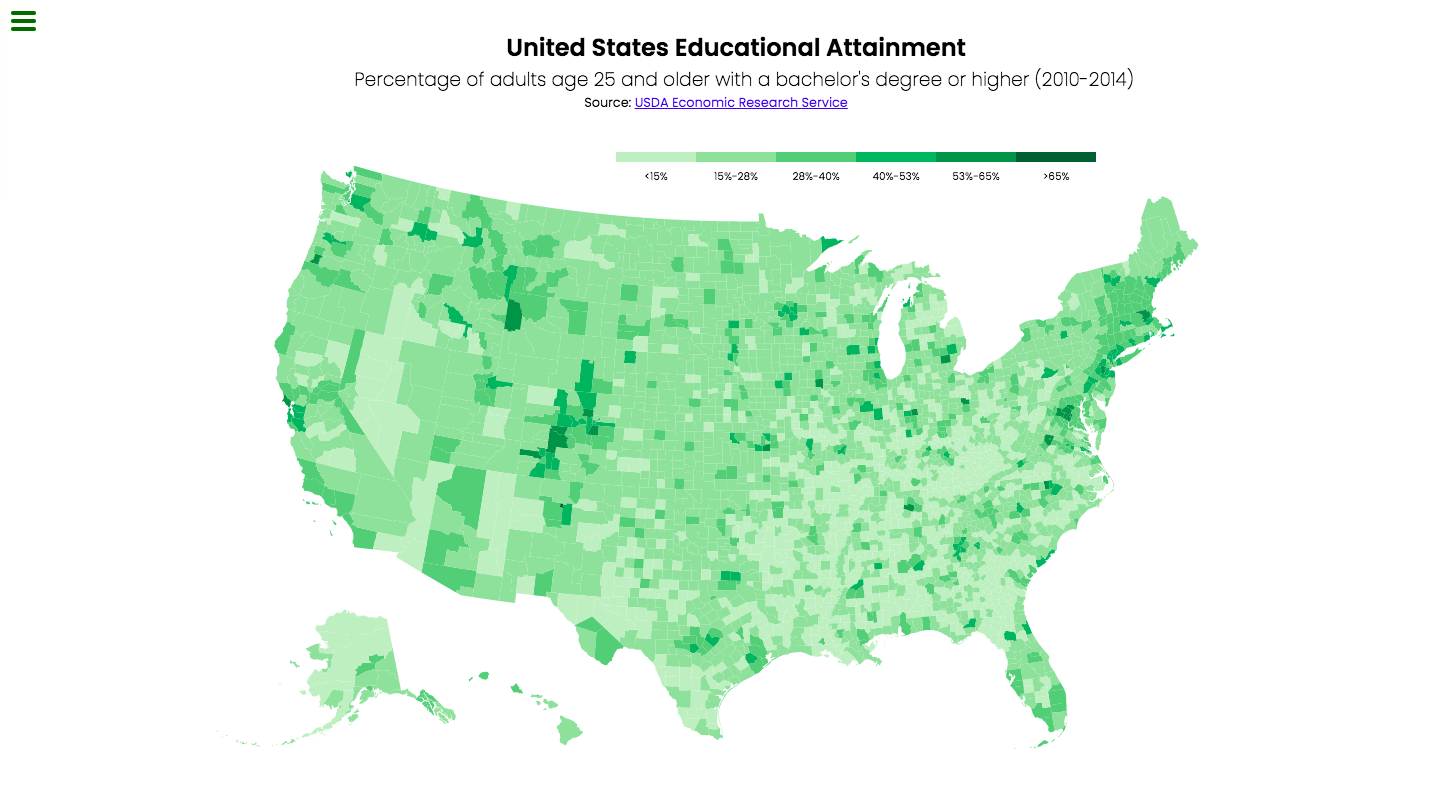 United States Educational Attainment
Percentage of adults age 25 and older with a bachelor's degree or higher (2010-2014)
Source: USDA Economic Research Service
<15% 15%-28% 28%-40% 40%-53% 53%-65% >65%